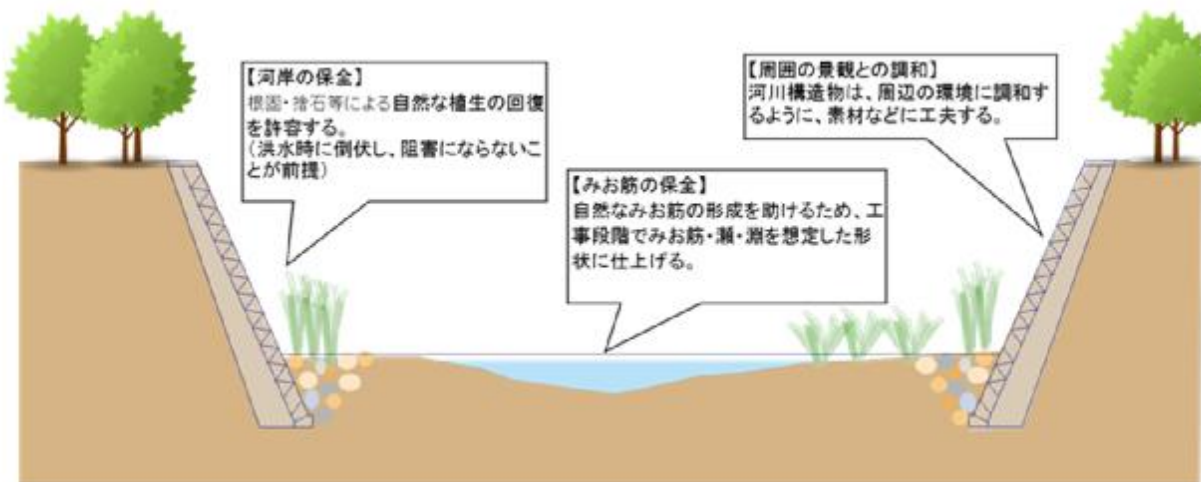 【河岸の保全】
根固・捨石等による自然な植生の回復
を許容する。
(洪水時に倒伏し、阻害にならないこ
とが前提)
【みお筋の保全】
自然なみお筋の形成を助けるため、工
事段階でみお筋・瀬・淵を想定した形
状に仕上げる。
【周囲の景観との調和】
河川構造物は、周辺の環境に調和す
るように、素材などに工夫する。